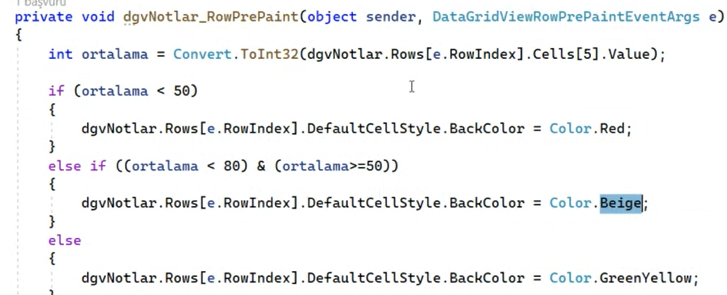 1 başvuru
private void dgvNotlar_RowPrePaint(object sender, DataGridViewRowPrePaintEventArgs e)
{
int ortalama = Convert.ToInt32(dgvNotlar.Rows[e.RowIndex].Cells[5].Value);
if (ortalama < 50)
{
dgvNotlar.Rows[e.RowIndex].DefaultCellStyle.BackColor = Color.Red;
}
else if ((ortalama < 80) & (ortalama>=50))
{
dgvNotlar.Rows[e.RowIndex].DefaultCellStyle.BackColor = Color.Beige;
}
else
{
dgvNotlar.Rows[e.RowIndex].DefaultCellStyle.BackColor = Color.GreenYellow;
}